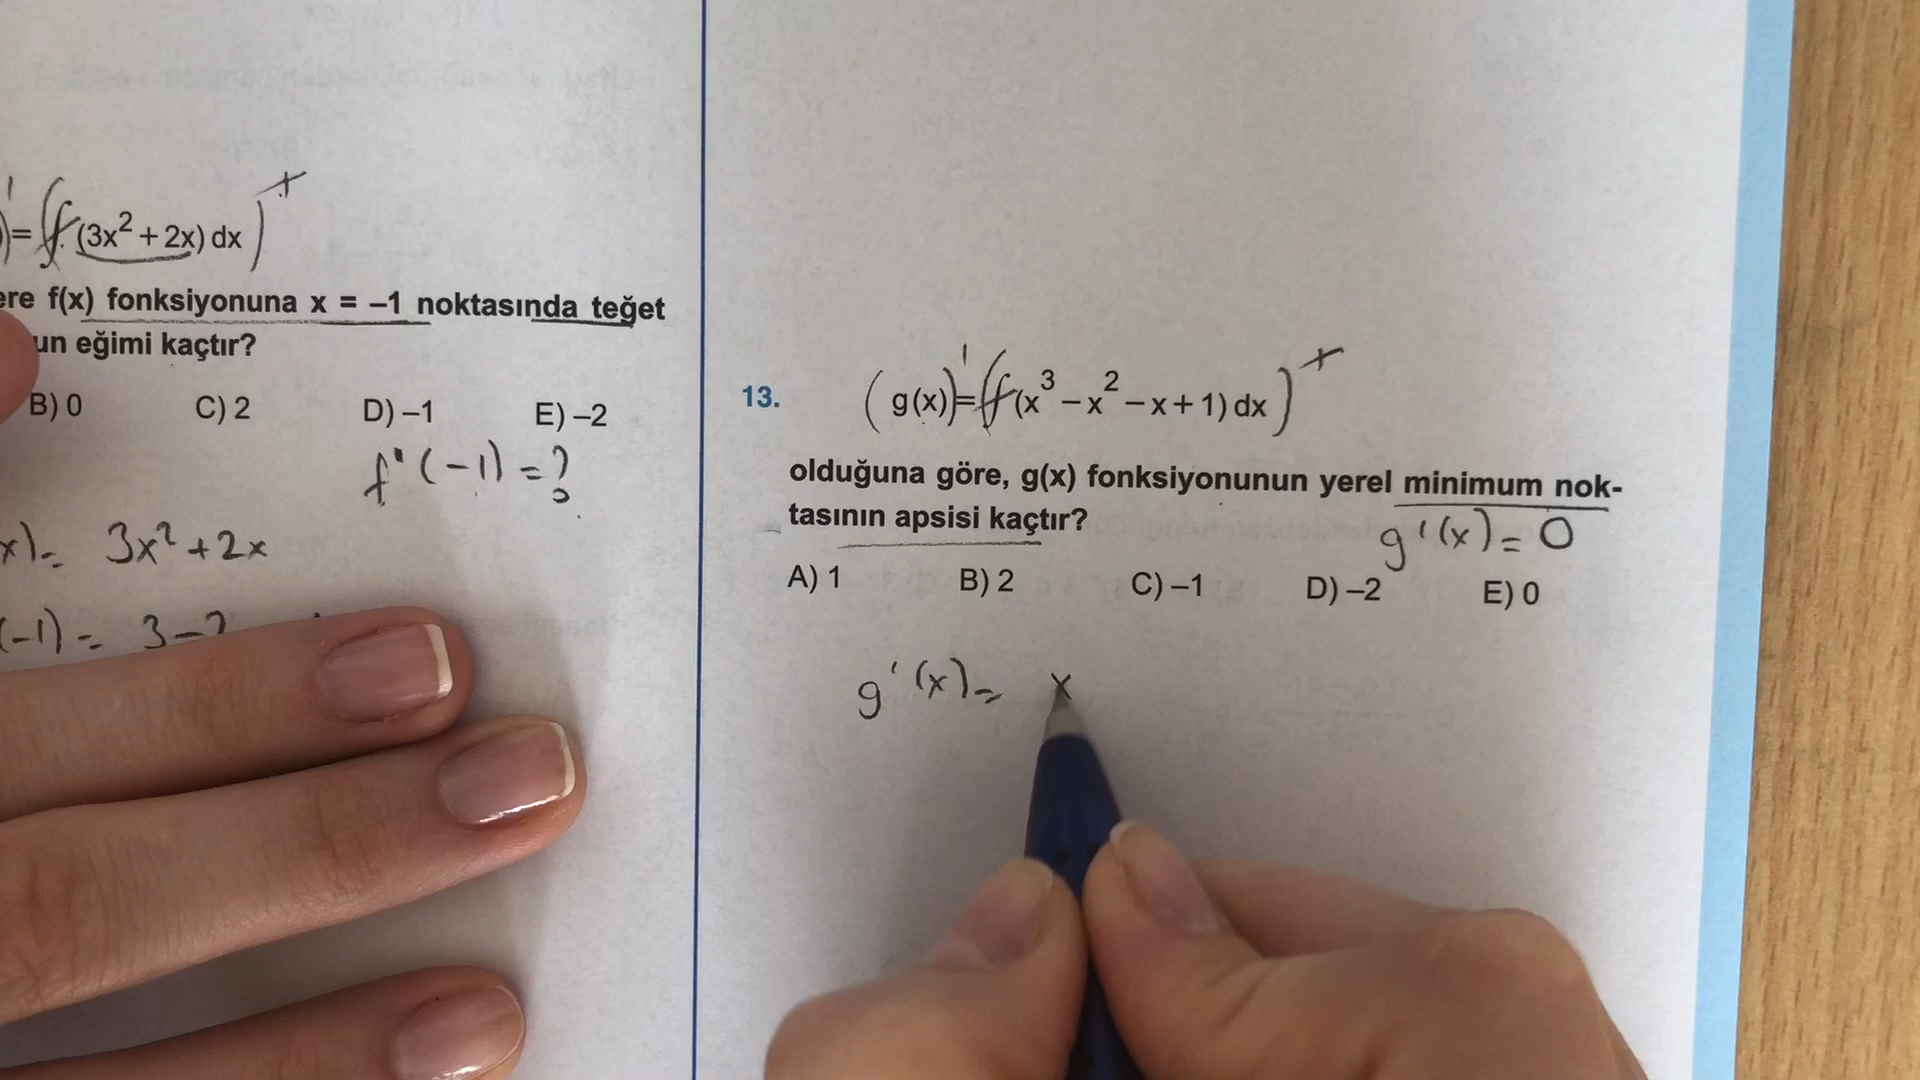 )' = (∫(3x² + 2x) dx)'
ere f(x) fonksiyonuna x = –1 noktasında teğet
un eğimi kaçtır?
B) 0 C) 2 D) –1 E) –2
f'(-1) = ?
x) = 3x² + 2x
(-1) = 3-2
13. (g(x))' = (∫(x³ – x² – x + 1) dx)'
olduğuna göre, g(x) fonksiyonunun yerel minimum nok-
tasının apsisi kaçtır?
g'(x) = 0
A) 1 B) 2 C) –1 D) –2 E) 0
g'(x) = x